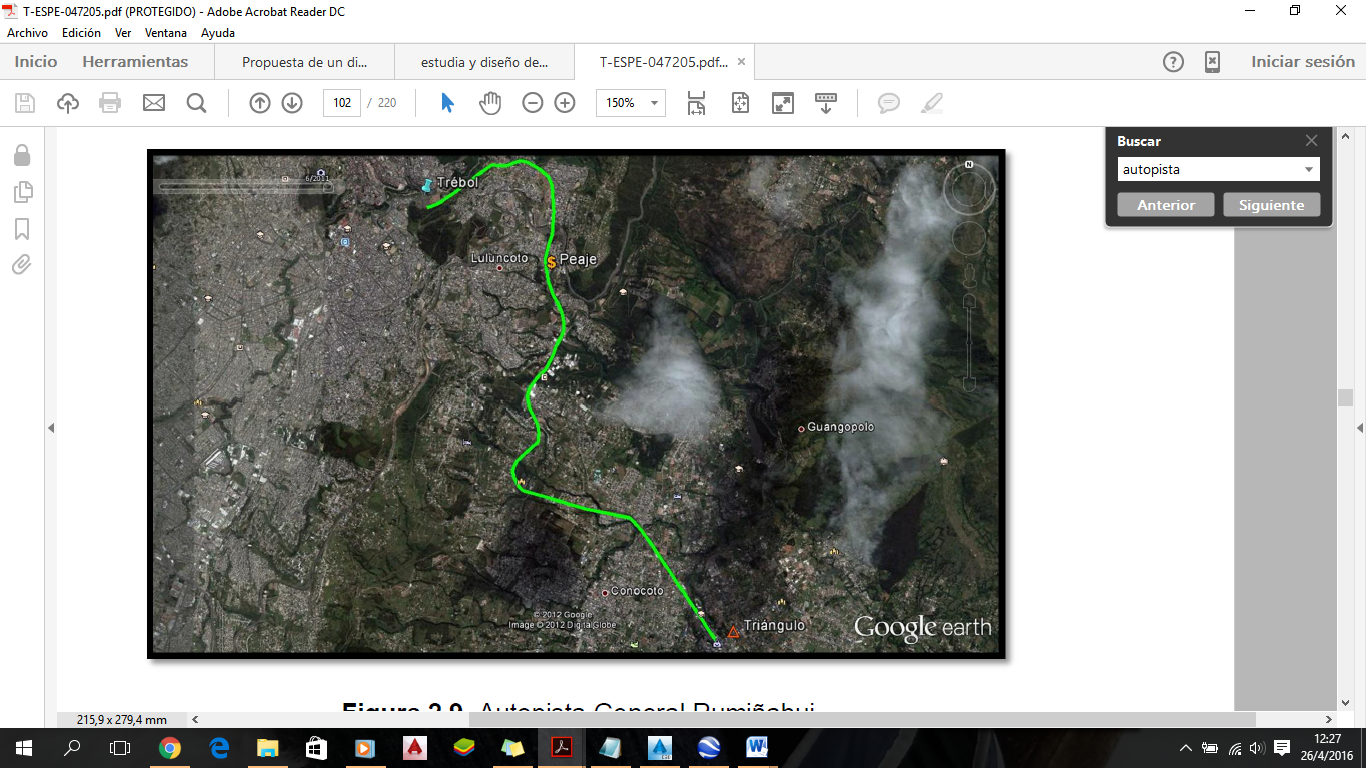 T-ESPE-047205.pdf (PROTEGIDO) - Adobe Acrobat Reader DC
Archivo Edición Ver Ventana Ayuda
Inicio Herramientas Propuesta de un di... estudia y diseño de... T-ESPE-047205.pdf... × Iniciar sesión
102 / 220 150%
Buscar
autopista
Anterior Siguiente
6/2011
N
Trébol
Luluncoto
$ Peaje
Guangopolo
Conocoto
© 2012 Google
Image © 2012 DigitalGlobe
Triángulo
Google earth
Figura 2.9 Autopista General Rumiñahui
215,9 x 279,4 mm
12:27
26/4/2016